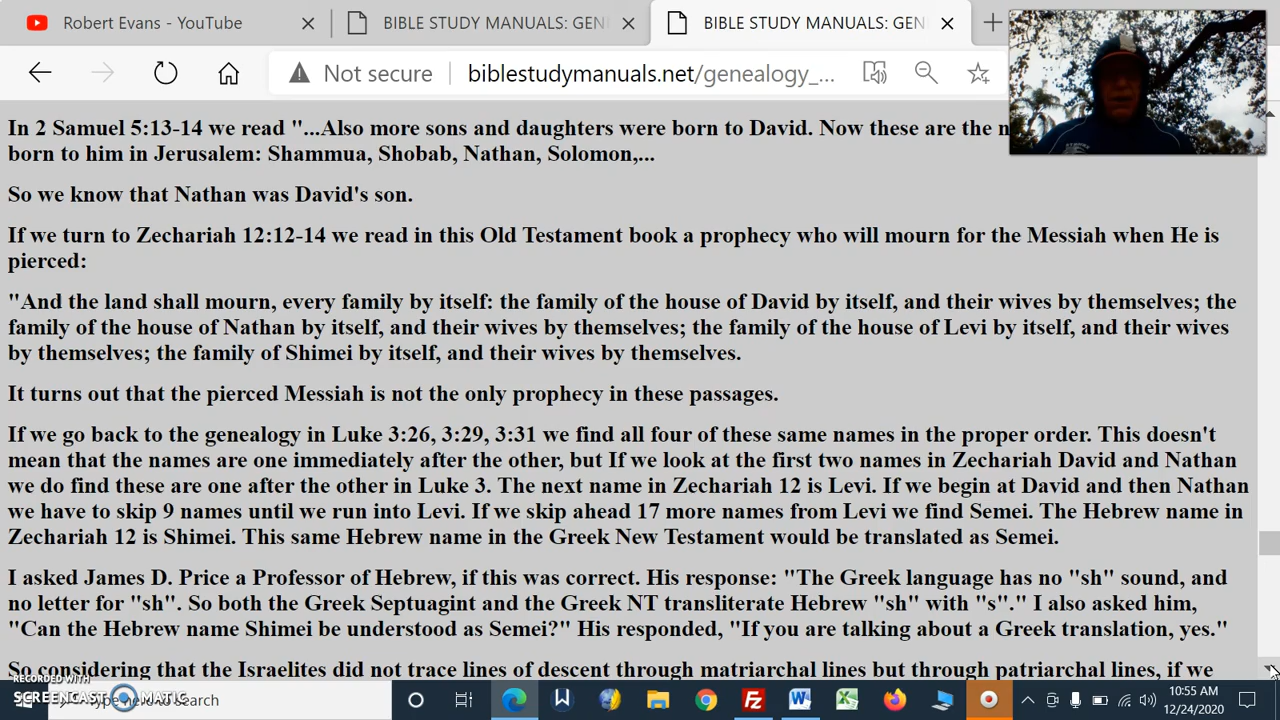 Robert Evans - YouTube
BIBLE STUDY MANUALS: GEN
BIBLE STUDY MANUALS: GEN
Not secure
biblestudymanuals.net/genealogy_...
In 2 Samuel 5:13-14 we read "...Also more sons and daughters were born to David. Now these are the
born to him in Jerusalem: Shammua, Shobab, Nathan, Solomon,...
So we know that Nathan was David's son.
If we turn to Zechariah 12:12-14 we read in this Old Testament book a prophecy who will mourn for the Messiah when He is
pierced:
"And the land shall mourn, every family by itself: the family of the house of David by itself, and their wives by themselves; the
family of the house of Nathan by itself, and their wives by themselves; the family of the house of Levi by itself, and their wives
by themselves; the family of Shimei by itself, and their wives by themselves.
It turns out that the pierced Messiah is not the only prophecy in these passages.
If we go back to the genealogy in Luke 3:26, 3:29, 3:31 we find all four of these same names in the proper order. This doesn't
mean that the names are one immediately after the other, but If we look at the first two names in Zechariah David and Nathan
we do find these are one after the other in Luke 3. The next name in Zechariah 12 is Levi. If we begin at David and then Nathan
we have to skip 9 names until we run into Levi. If we skip ahead 17 more names from Levi we find Semei. The Hebrew name in
Zechariah 12 is Shimei. This same Hebrew name in the Greek New Testament would be translated as Semei.
I asked James D. Price a Professor of Hebrew, if this was correct. His response: "The Greek language has no "sh" sound, and
no letter for "sh". So both the Greek Septuagint and the Greek NT transliterate Hebrew "sh" with "s"." I also asked him,
"Can the Hebrew name Shimei be understood as Semei?" His responded, "If you are talking about a Greek translation, yes."
So considering that the Israelites did not trace lines of descent through matriarchal lines but through patriarchal lines, if we
RECORDED WITH
SCREENCAST MATIC
Type here to search
10:55 AM
12/24/2020